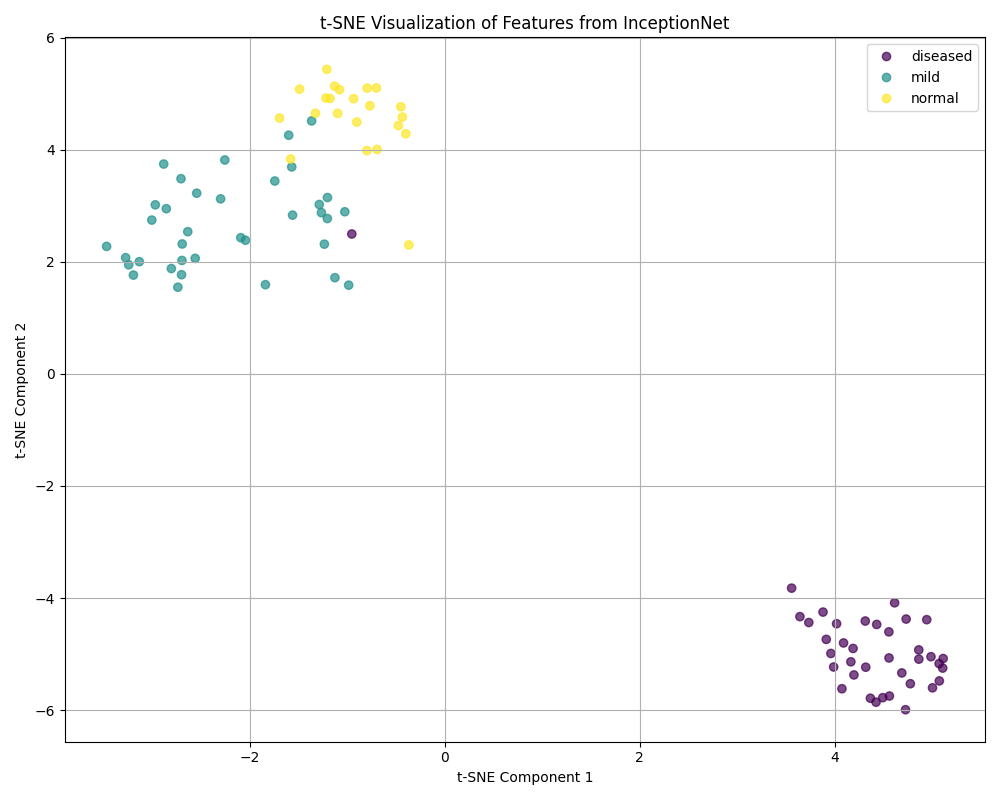 t-SNE Visualization of Features from InceptionNet
diseased
mild
normal
6
4
2
0
−2
−4
−6
t-SNE Component 2
−2
0
2
4
t-SNE Component 1